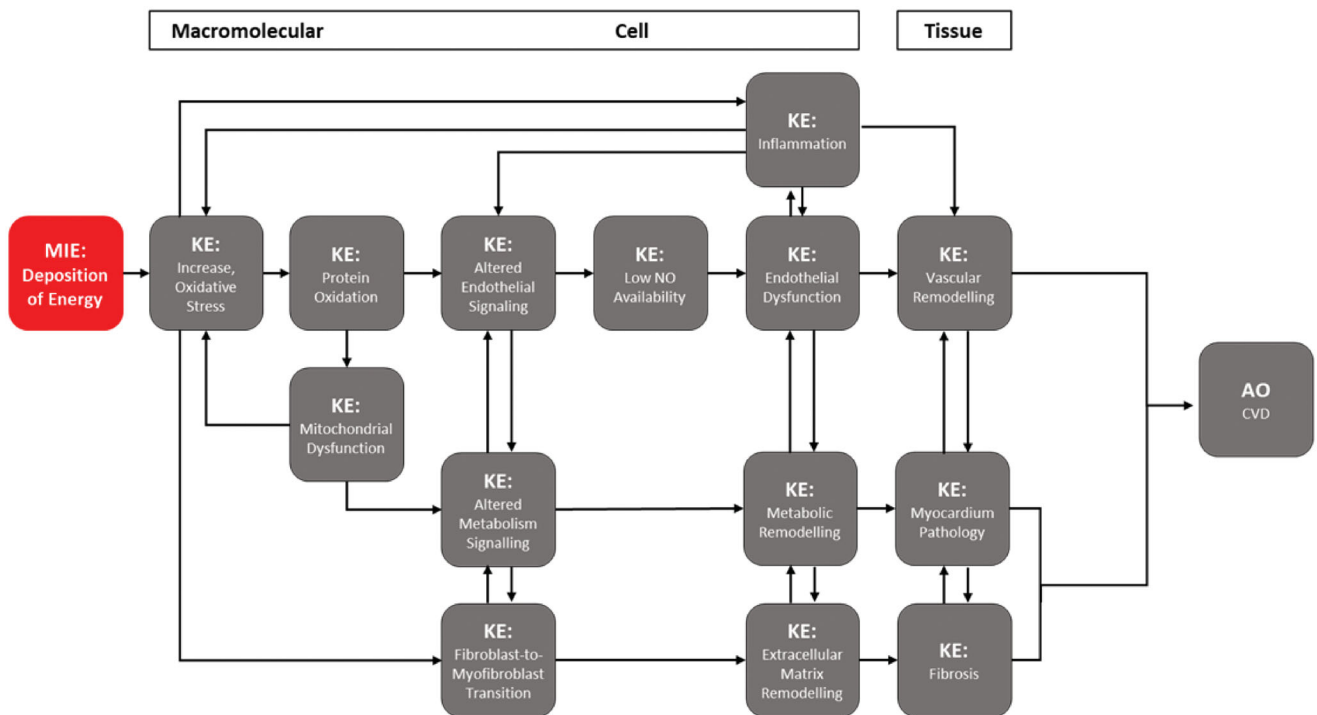 Macromolecular
Cell
Tissue
KE:
Inflammation
MIE:
Deposition
of Energy
KE:
Increase,
Oxidative
Stress
KE:
Protein
Oxidation
KE:
Altered
Endothelial
Signaling
KE:
Low NO
Availability
KE:
Endothelial
Dysfunction
KE:
Vascular
Remodelling
KE:
Mitochondrial
Dysfunction
AO
CVD
KE:
Altered
Metabolism
Signalling
KE:
Metabolic
Remodelling
KE:
Myocardium
Pathology
KE:
Fibroblast-to-
Myofibroblast
Transition
KE:
Extracellular
Matrix
Remodelling
KE:
Fibrosis